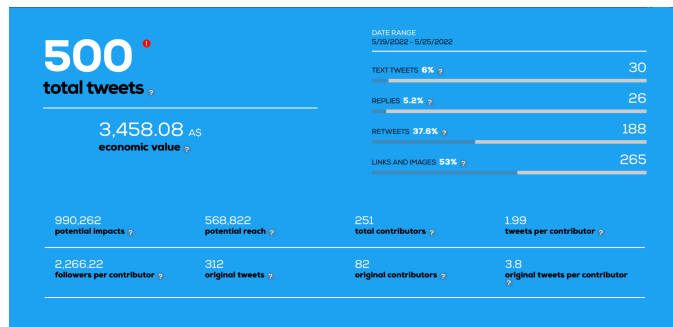 500
total tweets ?
3,458.08 A$
economic value ?
DATE RANGE
5/19/2022 - 5/25/2022
TEXT TWEETS 6% ? 30
REPLIES 5.2% ? 26
RETWEETS 37.6% ? 188
LINKS AND IMAGES 53% ? 265
990,262
potential impacts ?
568,822
potential reach ?
251
total contributors ?
1.99
tweets per contributor ?
2,266.22
followers per contributor ?
312
original tweets ?
82
original contributors ?
3.8
original tweets per contributor
?